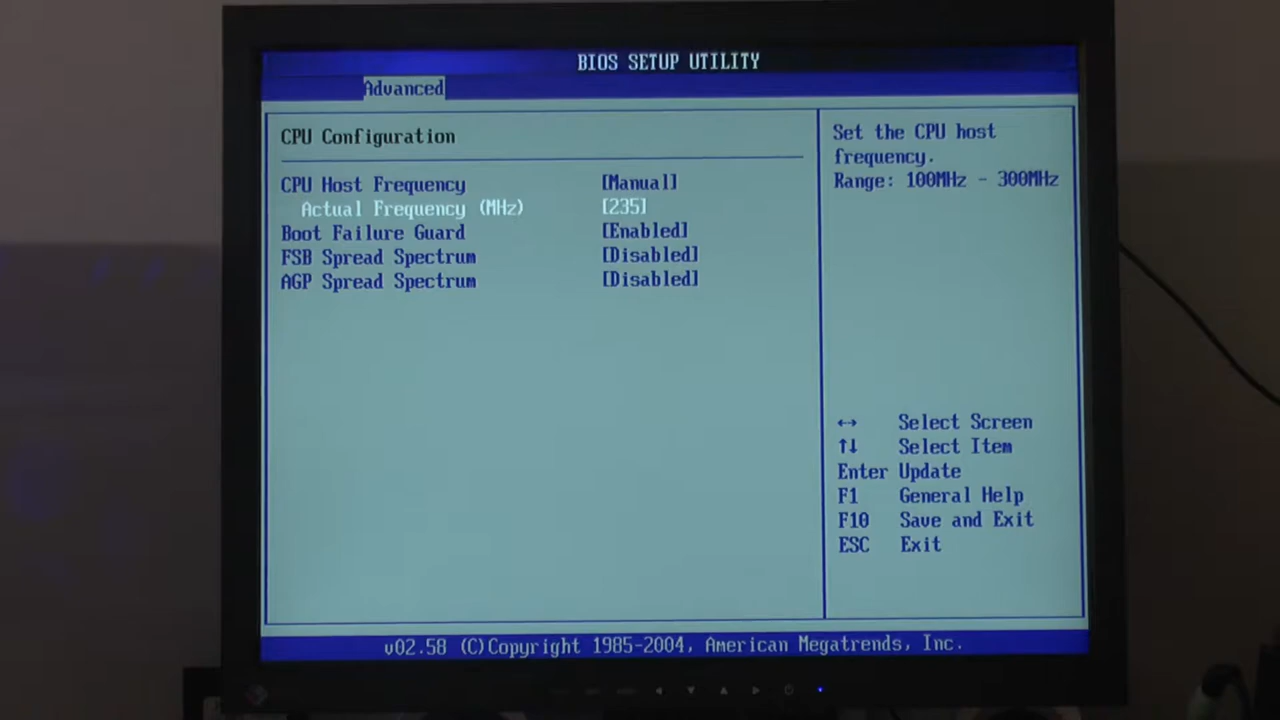 BIOS SETUP UTILITY
Advanced
CPU Configuration
CPU Host Frequency [Manual]
Actual Frequency (MHz) [235]
Boot Failure Guard [Enabled]
FSB Spread Spectrum [Disabled]
AGP Spread Spectrum [Disabled]
Set the CPU host
frequency.
Range: 100MHz - 300MHz
↔ Select Screen
↑↓ Select Item
Enter Update
F1 General Help
F10 Save and Exit
ESC Exit
v02.58 (C)Copyright 1985-2004, American Megatrends, Inc.